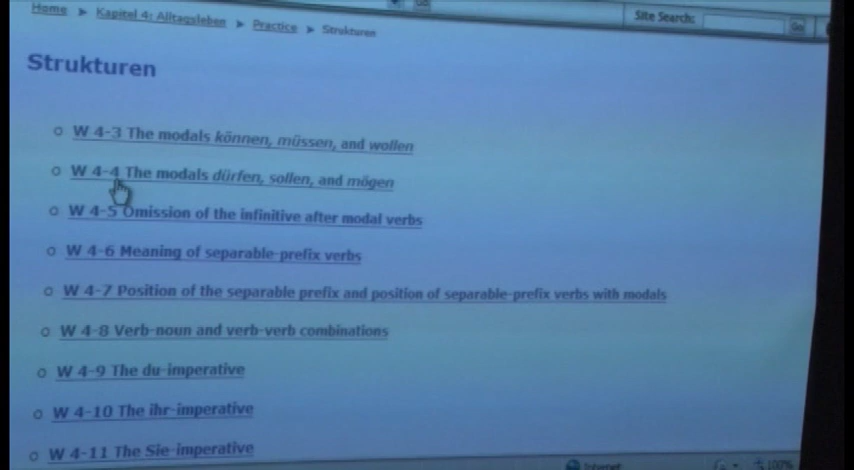 Go
Home ► Kapitel 4: Alltagsleben ► Practice ► Strukturen
Site Search: Go
Strukturen
W 4-3 The modals können, müssen, and wollen
W 4-4 The modals dürfen, sollen, and mögen
W 4-5 Omission of the infinitive after modal verbs
W 4-6 Meaning of separable-prefix verbs
W 4-7 Position of the separable prefix and position of separable-prefix verbs with modals
W 4-8 Verb-noun and verb-verb combinations
W 4-9 The du-imperative
W 4-10 The ihr-imperative
W 4-11 The Sie-imperative
Internet 100%